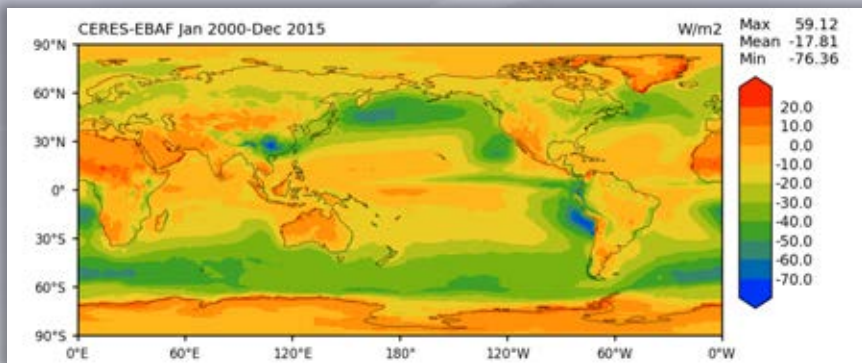 CERES-EBAF Jan 2000-Dec 2015 W/m2
Max 59.12
Mean -17.81
Min -76.36
90°N
60°N
30°N
0°
30°S
60°S
90°S
0°E 60°E 120°E 180° 120°W 60°W 0°W
20.0
10.0
0.0
-10.0
-20.0
-30.0
-40.0
-50.0
-60.0
-70.0